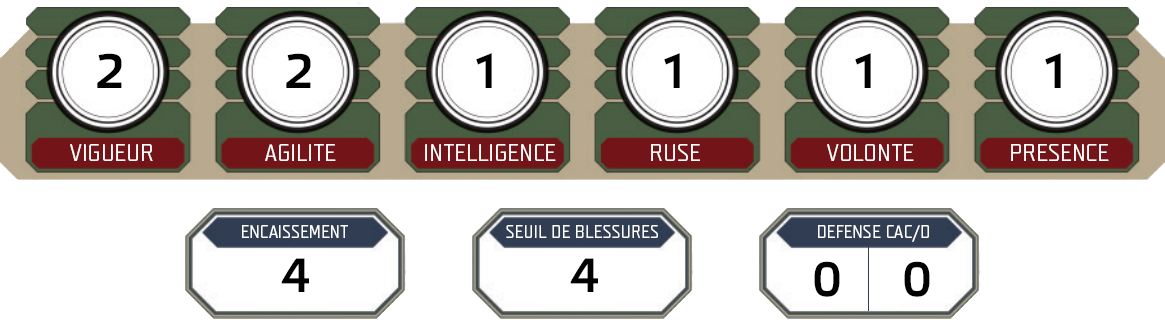 2 2 1 1 1 1
VIGUEUR AGILITE INTELLIGENCE RUSE VOLONTE PRESENCE
ENCAISSEMENT SEUIL DE BLESSURES DEFENSE CAC/D
4 4 0 0